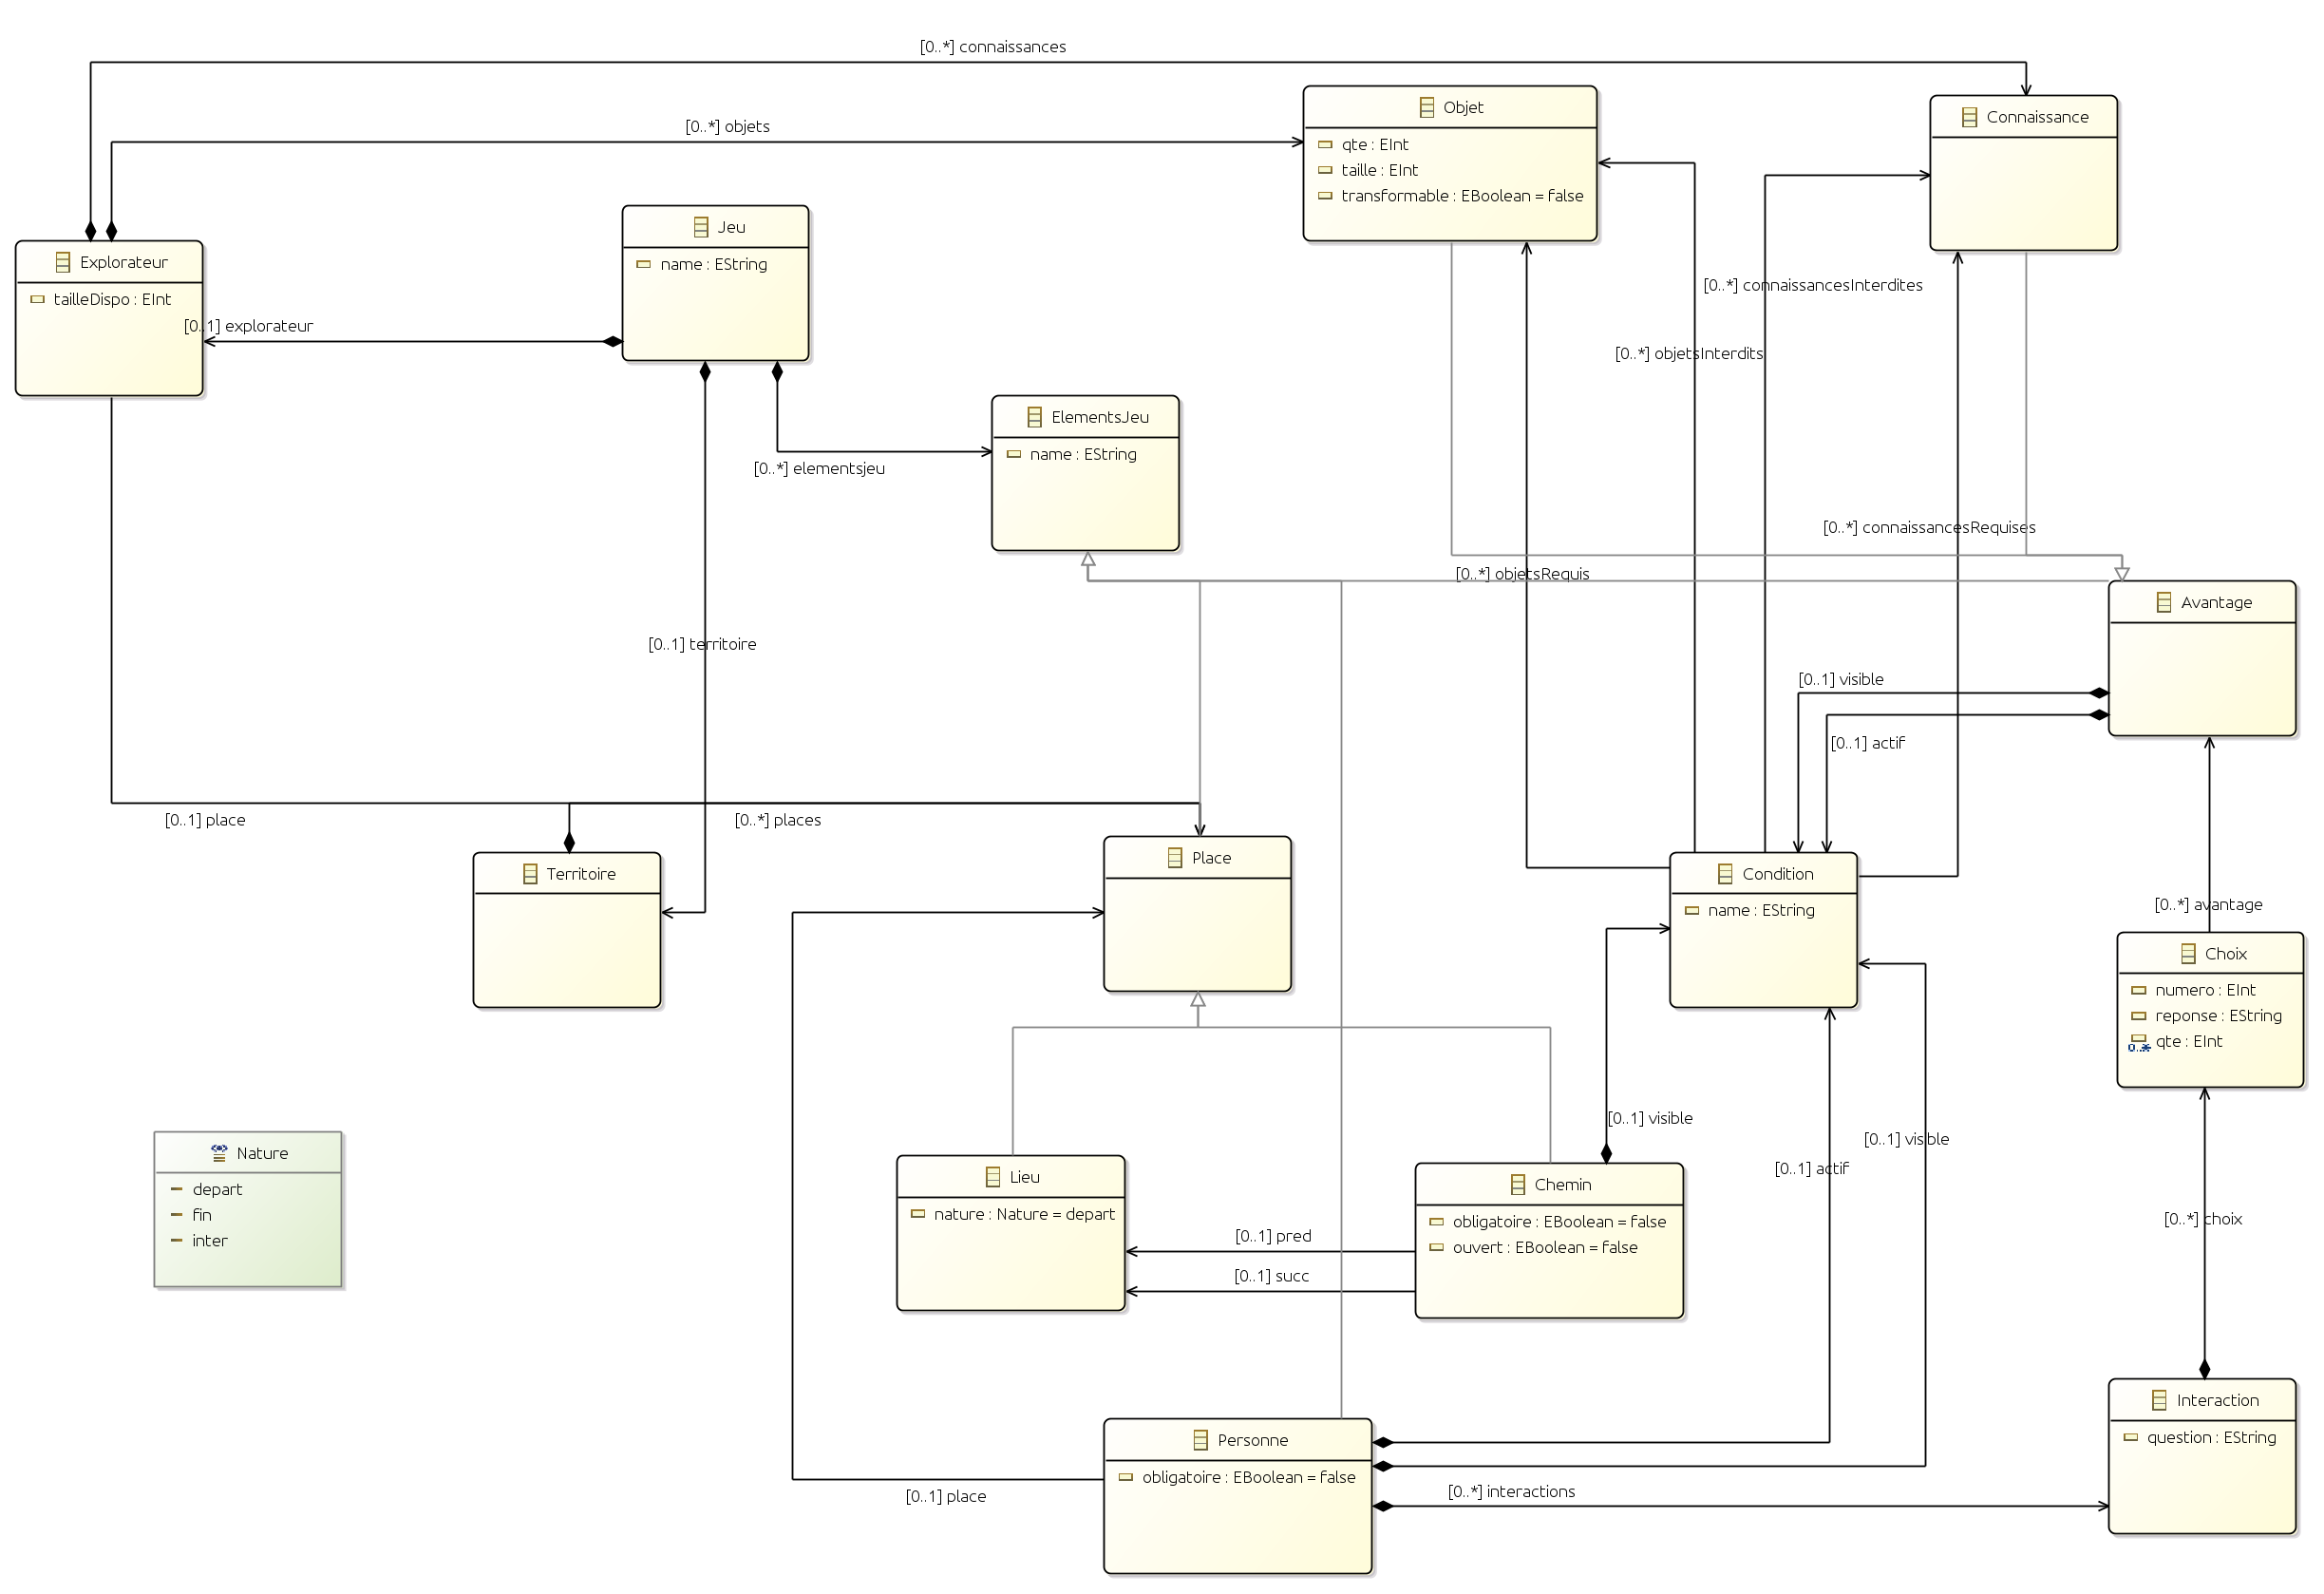 [0..*] connaissances
[0..*] objets
Objet
qte : EInt
taille : EInt
transformable : EBoolean = false
Connaissance
Explorateur
tailleDispo : EInt
Jeu
name : EString
[0..1] explorateur
[0..*] connaissancesInterdites
[0..*] objetsInterdits
ElementsJeu
name : EString
[0..*] elementsjeu
[0..*] connaissancesRequises
[0..*] objetsRequis
Avantage
[0..1] territoire
[0..1] visible
[0..1] actif
[0..1] place
[0..*] places
Territoire
Place
Condition
name : EString
[0..*] avantage
Choix
numero : EInt
reponse : EString
0..*
qte : EInt
Nature
depart
fin
inter
Lieu
nature : Nature = depart
Chemin
obligatoire : EBoolean = false
ouvert : EBoolean = false
[0..1] visible
[0..1] visible
[0..1] actif
[0..1] pred
[0..1] succ
[0..*] choix
Interaction
question : EString
Personne
obligatoire : EBoolean = false
[0..1] place
[0..*] interactions